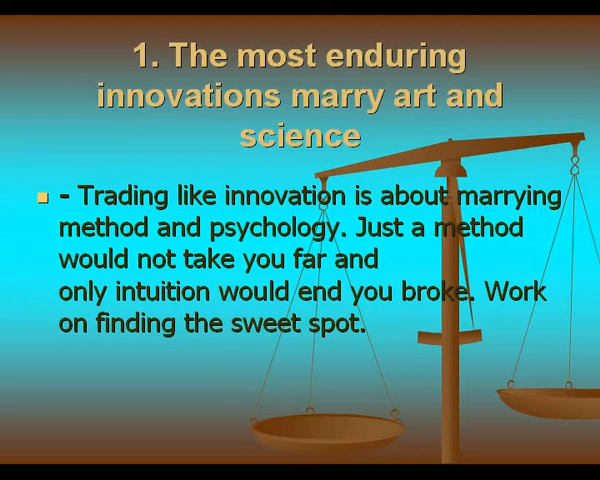 1. The most enduring
innovations marry art and
science
- Trading like innovation is about marrying
method and psychology. Just a method
would not take you far and
only intuition would end you broke. Work
on finding the sweet spot.